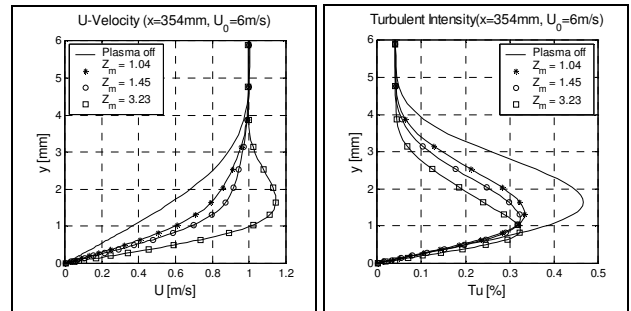 U-Velocity (x=354mm, U0=6m/s)
6
5
4
3
2
1
0
y [mm]
Plasma off
Zm = 1.04
Zm = 1.45
Zm = 3.23
0 0.2 0.4 0.6 0.8 1 1.2
U [m/s]
Turbulent Intensity(x=354mm, U0=6m/s)
6
5
4
3
2
1
0
y [mm]
Plasma off
Zm = 1.04
Zm = 1.45
Zm = 3.23
0 0.1 0.2 0.3 0.4 0.5
Tu [%]